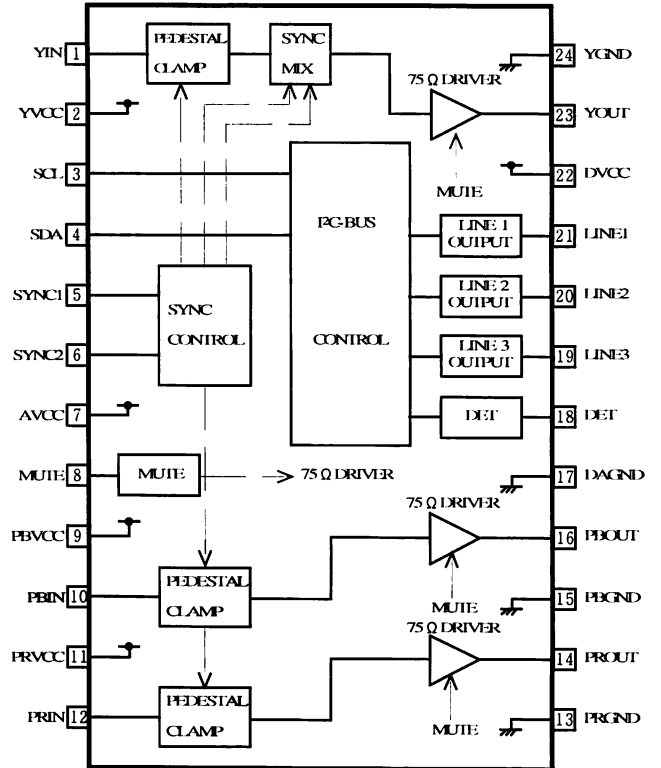 YIN 1
PEDESTAL
CLAMP
SYNC
MIX
24 YGND
YVCC 2
75 Ω DRIVER
23 YOUT
SCL 3
MUTE
22 DVCC
SDA 4
I²C-BUS
CONTROL
LINE 1
OUTPUT
21 LINE1
SYNC1 5
SYNC
CONTROL
LINE 2
OUTPUT
20 LINE2
SYNC2 6
LINE 3
OUTPUT
19 LINE3
AVCC 7
DET
18 DET
MUTE 8
MUTE
75 Ω DRIVER
17 DAGND
PBVCC 9
75 Ω DRIVER
16 PBOUT
PBIN 10
PEDESTAL
CLAMP
MUTE
15 PBGND
PRVCC 11
75 Ω DRIVER
14 PROUT
PRIN 12
PEDESTAL
CLAMP
MUTE
13 PRGND